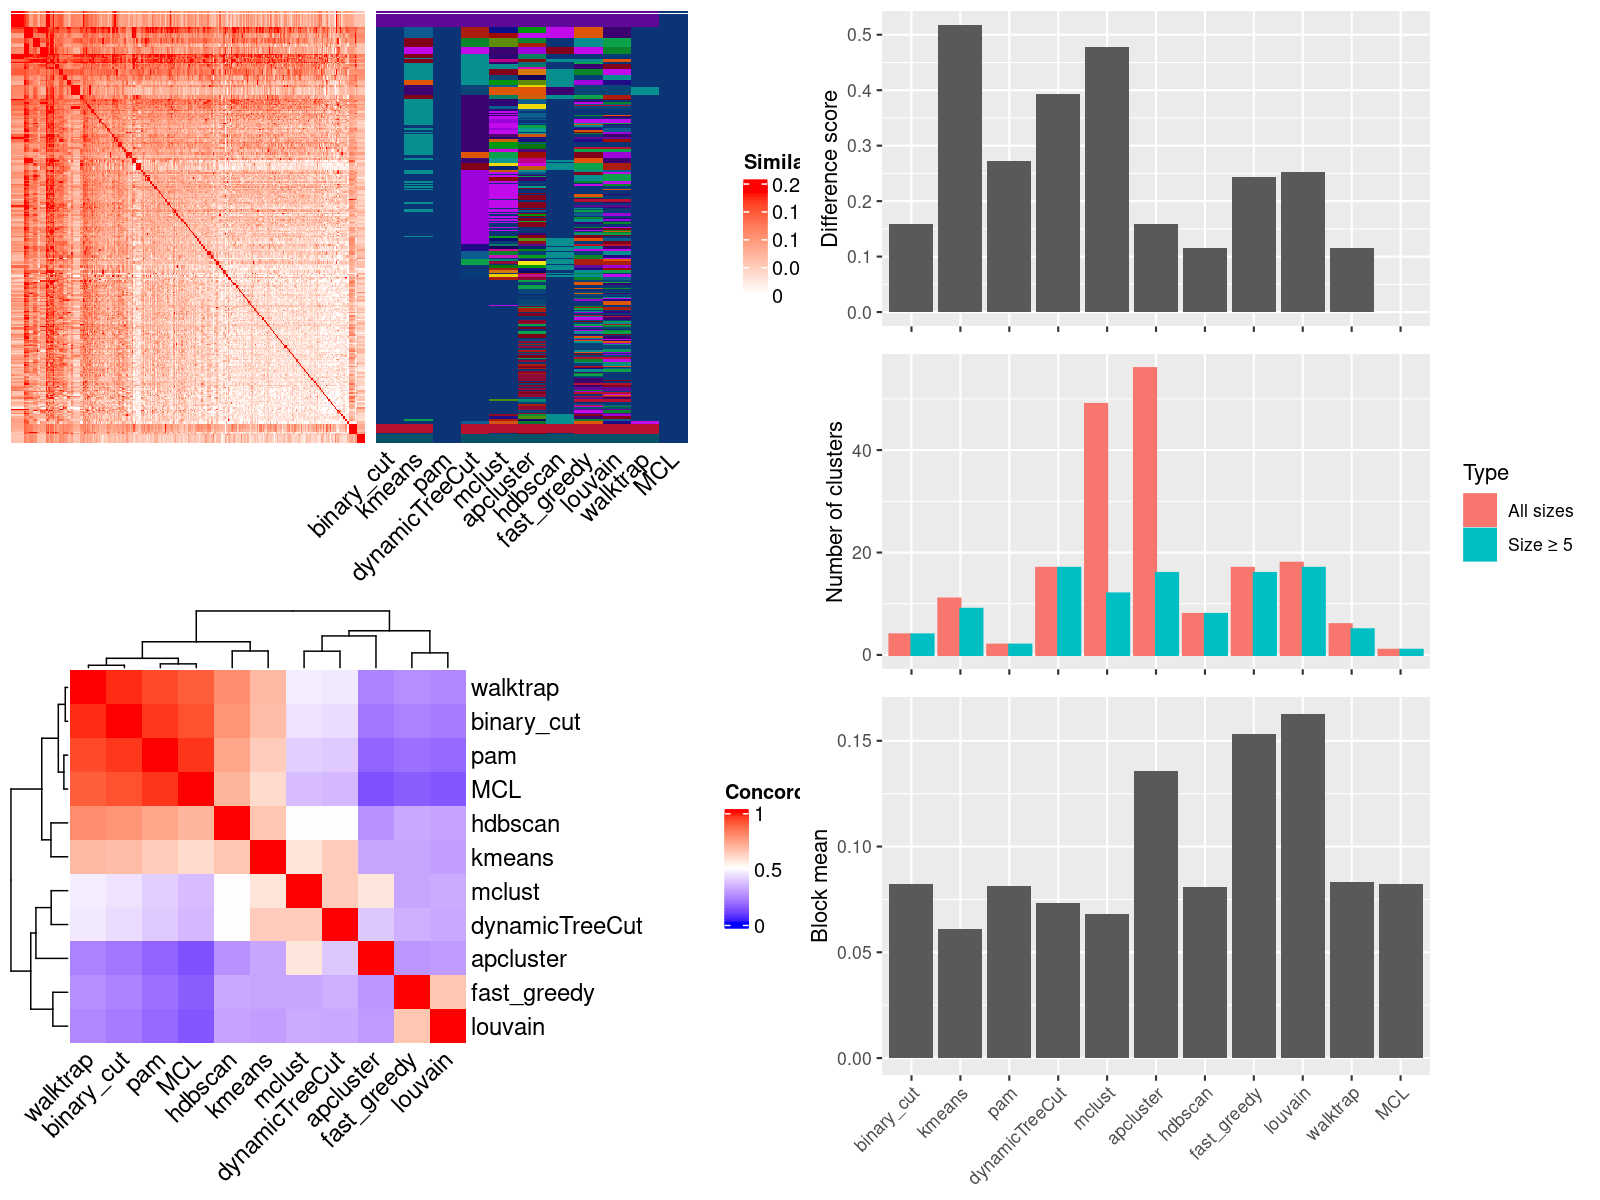 Simila
0.2
0.1
0.1
0.0
0
binary_cut
kmeans
pam
dynamicTreeCut
mclust
apcluster
hdbscan
fast_greedy
louvain
walktrap
MCL
walktrap
binary_cut
pam
MCL
hdbscan
kmeans
mclust
dynamicTreeCut
apcluster
fast_greedy
louvain
walktrap
binary_cut
pam
MCL
hdbscan
kmeans
mclust
dynamicTreeCut
apcluster
fast_greedy
louvain
Concord
1
0.5
0
Difference score
0.5
0.4
0.3
0.2
0.1
0.0
Number of clusters
40
20
0
Type
All sizes
Size ≥ 5
Block mean
0.15
0.10
0.05
0.00
binary_cut
kmeans
pam
dynamicTreeCut
mclust
apcluster
hdbscan
fast_greedy
louvain
walktrap
MCL